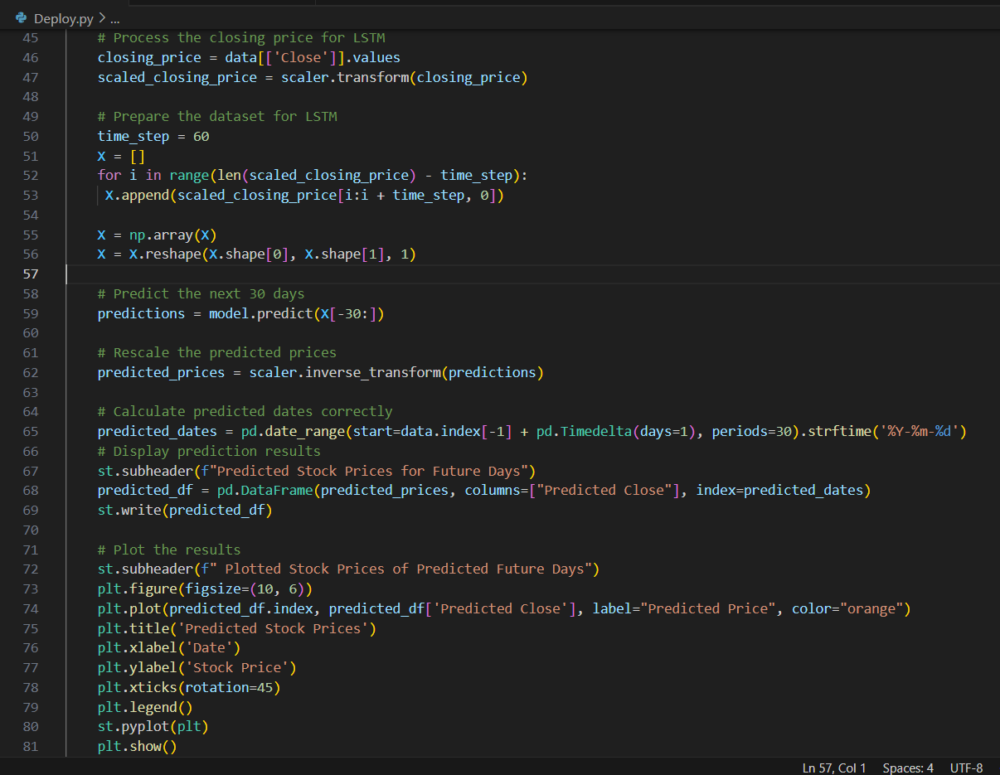 Deploy.py > ...
45 # Process the closing price for LSTM
46 closing_price = data[['Close']].values
47 scaled_closing_price = scaler.transform(closing_price)
48
49 # Prepare the dataset for LSTM
50 time_step = 60
51 X = []
52 for i in range(len(scaled_closing_price) - time_step):
53  X.append(scaled_closing_price[i:i + time_step, 0])
54
55 X = np.array(X)
56 X = X.reshape(X.shape[0], X.shape[1], 1)
57
58 # Predict the next 30 days
59 predictions = model.predict(X[-30:])
60
61 # Rescale the predicted prices
62 predicted_prices = scaler.inverse_transform(predictions)
63
64 # Calculate predicted dates correctly
65 predicted_dates = pd.date_range(start=data.index[-1] + pd.Timedelta(days=1), periods=30).strftime('%Y-%m-%d')
66 # Display prediction results
67 st.subheader(f"Predicted Stock Prices for Future Days")
68 predicted_df = pd.DataFrame(predicted_prices, columns=["Predicted Close"], index=predicted_dates)
69 st.write(predicted_df)
70
71 # Plot the results
72 st.subheader(f" Plotted Stock Prices of Predicted Future Days")
73 plt.figure(figsize=(10, 6))
74 plt.plot(predicted_df.index, predicted_df['Predicted Close'], label="Predicted Price", color="orange")
75 plt.title('Predicted Stock Prices')
76 plt.xlabel('Date')
77 plt.ylabel('Stock Price')
78 plt.xticks(rotation=45)
79 plt.legend()
80 st.pyplot(plt)
81 plt.show()
Ln 57, Col 1 Spaces: 4 UTF-8